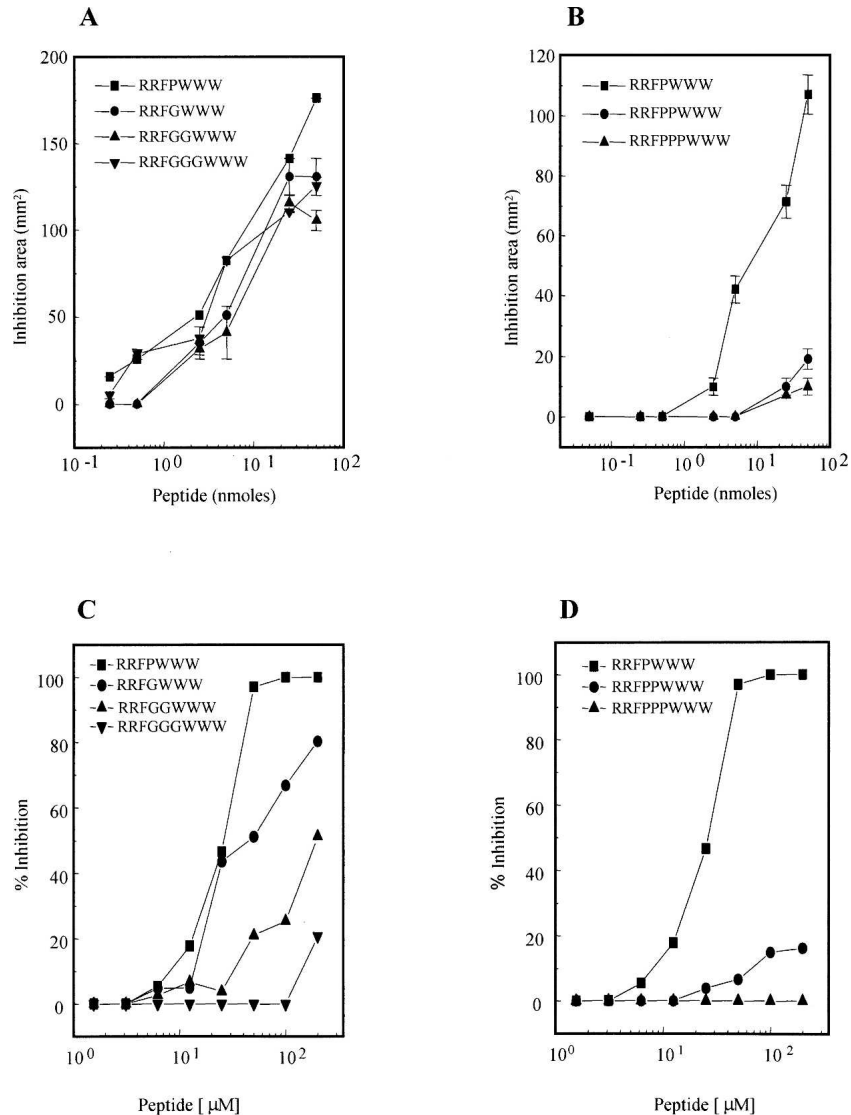 A
200
150
100
50
0
Inhibition area (mm²)
RRFPWWW
RRFGWWW
RRFGGWWW
RRFGGGWWW
10⁻¹ 10⁰ 10¹ 10²
Peptide (nmoles)
B
120
100
80
60
40
20
0
Inhibition area (mm²)
RRFPWWW
RRFPPWWW
RRFPPPWWW
10⁻¹ 10⁰ 10¹ 10²
Peptide (nmoles)
C
100
80
60
40
20
0
% Inhibition
RRFPWWW
RRFGWWW
RRFGGWWW
RRFGGGWWW
10⁰ 10¹ 10²
Peptide [ μM]
D
100
80
60
40
20
0
% Inhibition
RRFPWWW
RRFPPWWW
RRFPPPWWW
10⁰ 10¹ 10²
Peptide [ μM]